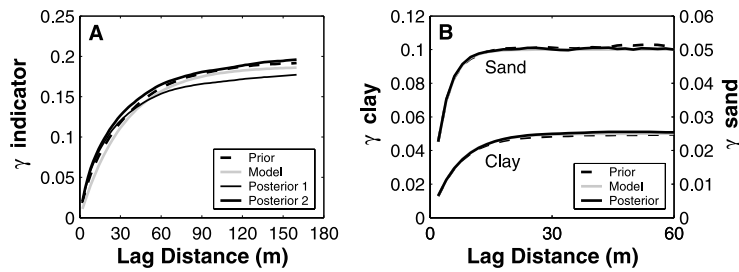 A
γ indicator
0.25
0.2
0.15
0.1
0.05
0
0 30 60 90 120 150 180
Lag Distance (m)
Prior
Model
Posterior 1
Posterior 2
B
γ clay
0.12
0.1
0.08
0.06
0.04
0.02
0
0 30 60
Lag Distance (m)
Sand
Clay
Prior
Model
Posterior
0.06
0.05
0.04
0.03
0.02
0.01
0
γ sand